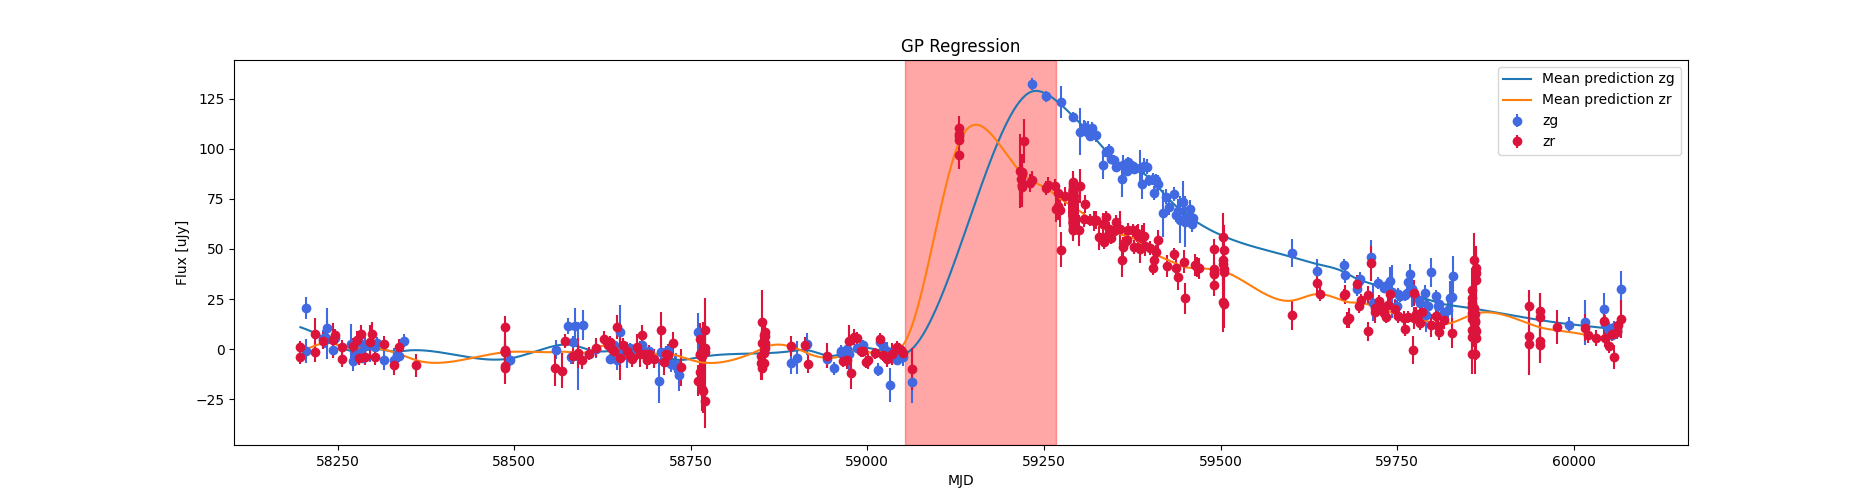 GP Regression
Flux [uJy]
125
100
75
50
25
0
−25
Mean prediction zg
Mean prediction zr
zg
zr
58250
58500
58750
59000
59250
59500
59750
60000
MJD